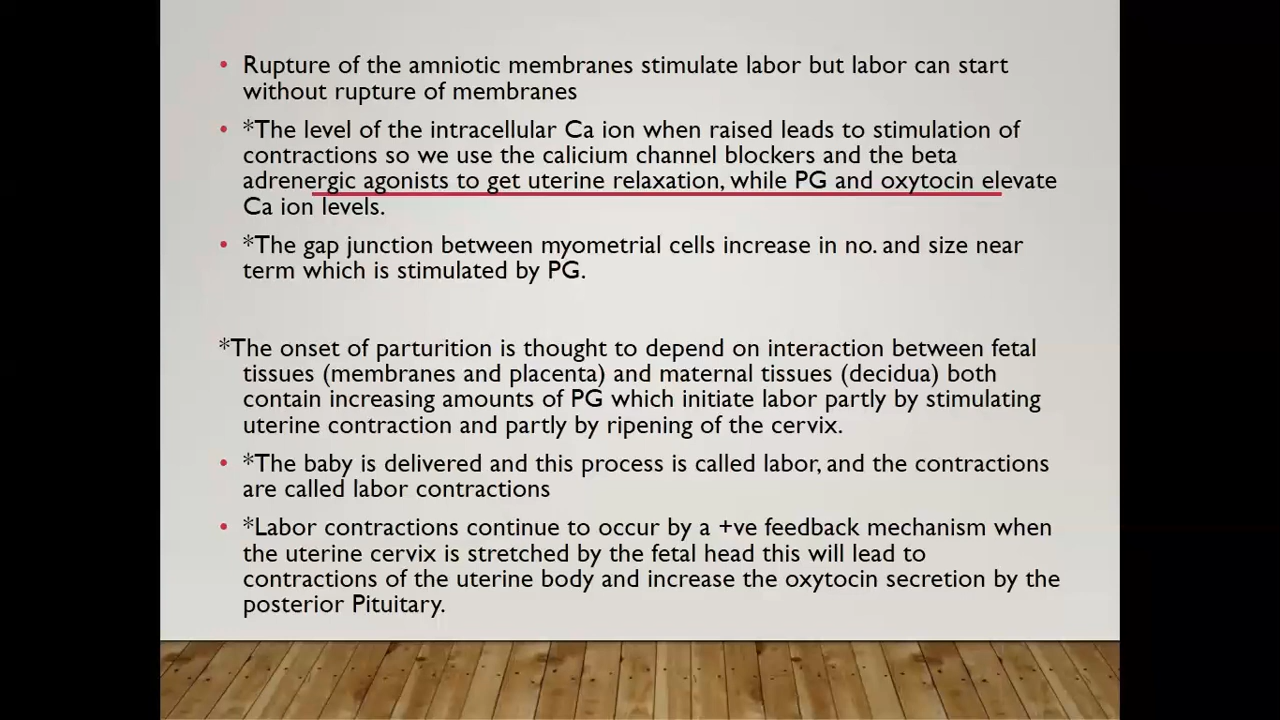 • Rupture of the amniotic membranes stimulate labor but labor can start
without rupture of membranes
• *The level of the intracellular Ca ion when raised leads to stimulation of
contractions so we use the calicium channel blockers and the beta
adrenergic agonists to get uterine relaxation, while PG and oxytocin elevate
Ca ion levels.
• *The gap junction between myometrial cells increase in no. and size near
term which is stimulated by PG.
*The onset of parturition is thought to depend on interaction between fetal
tissues (membranes and placenta) and maternal tissues (decidua) both
contain increasing amounts of PG which initiate labor partly by stimulating
uterine contraction and partly by ripening of the cervix.
• *The baby is delivered and this process is called labor, and the contractions
are called labor contractions
• *Labor contractions continue to occur by a +ve feedback mechanism when
the uterine cervix is stretched by the fetal head this will lead to
contractions of the uterine body and increase the oxytocin secretion by the
posterior Pituitary.